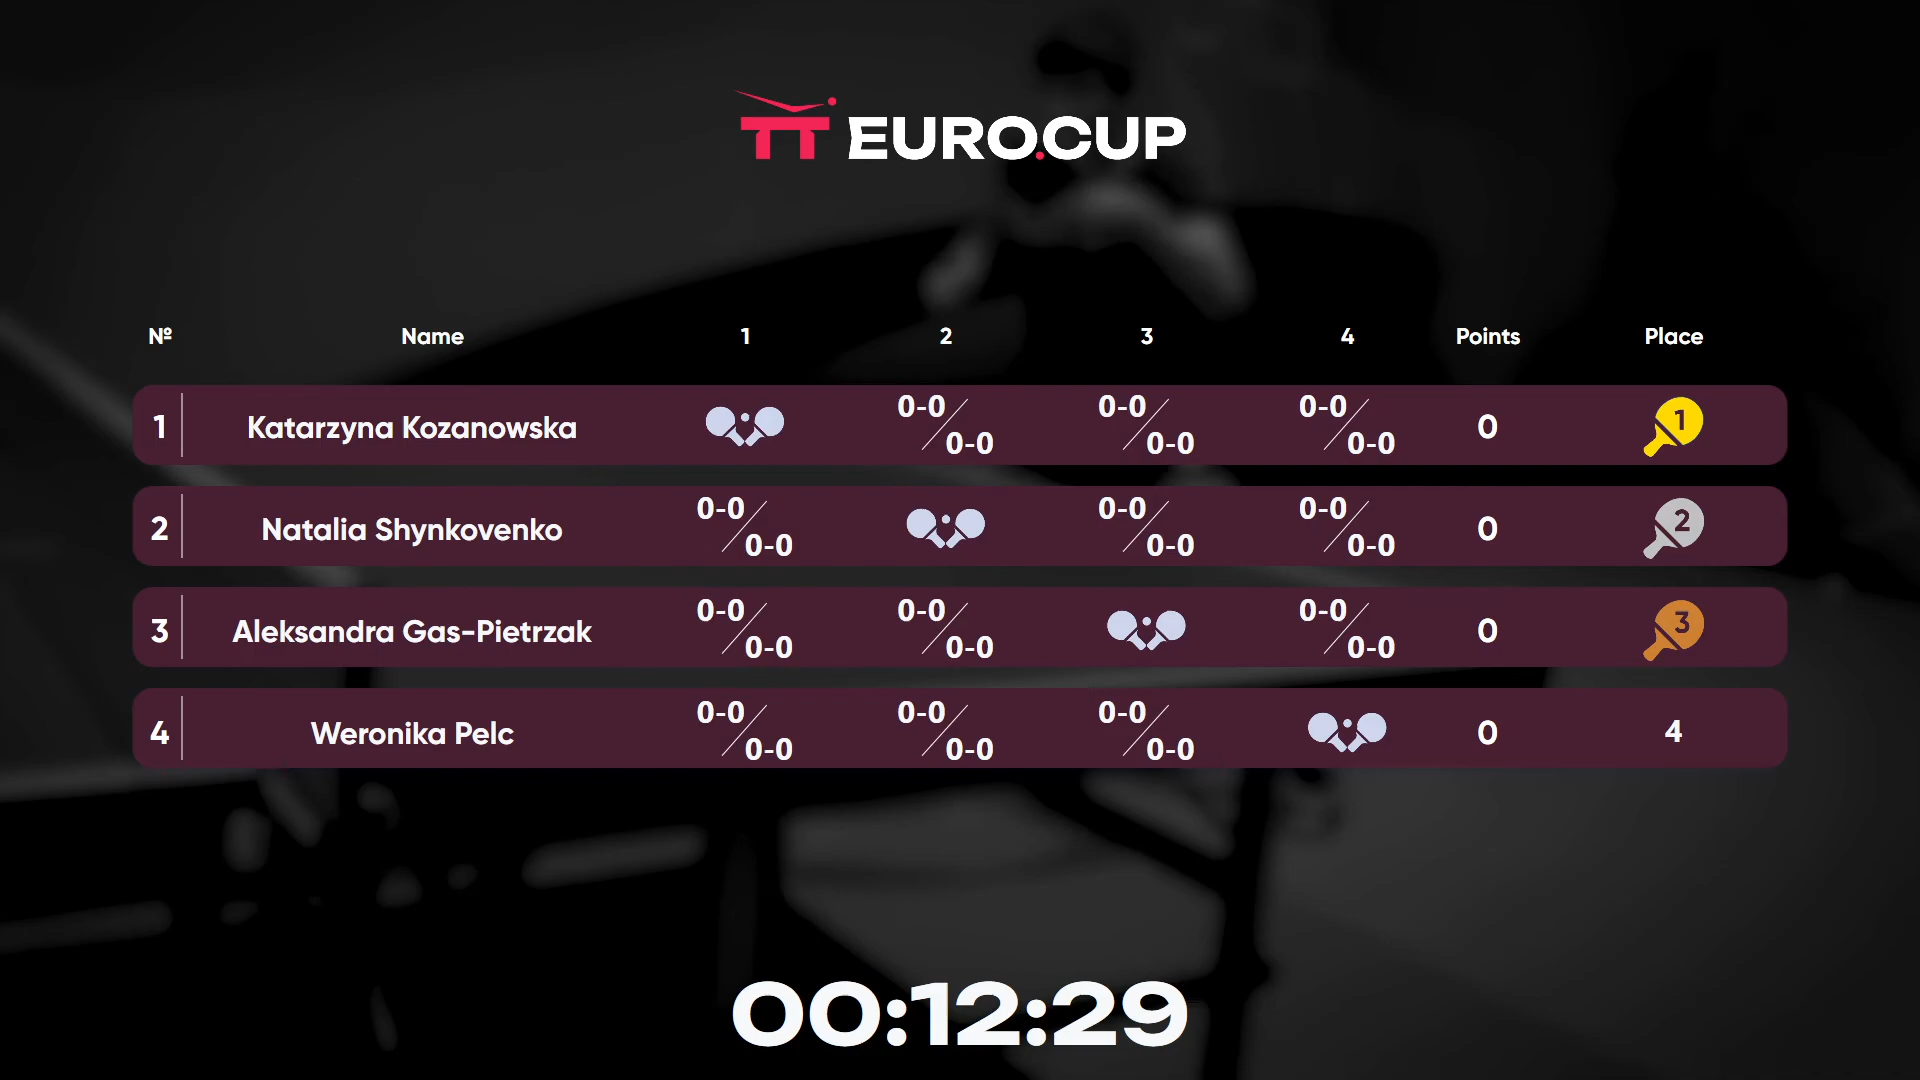 EURO.CUP
№ Name 1 2 3 4 Points Place
1 Katarzyna Kozanowska 0-0 0-0 0-0 0-0 0-0 0-0 0 1
2 Natalia Shynkovenko 0-0 0-0 0-0 0-0 0-0 0-0 0 2
3 Aleksandra Gas-Pietrzak 0-0 0-0 0-0 0-0 0-0 0-0 0 3
4 Weronika Pelc 0-0 0-0 0-0 0-0 0-0 0-0 0 4
00:12:29